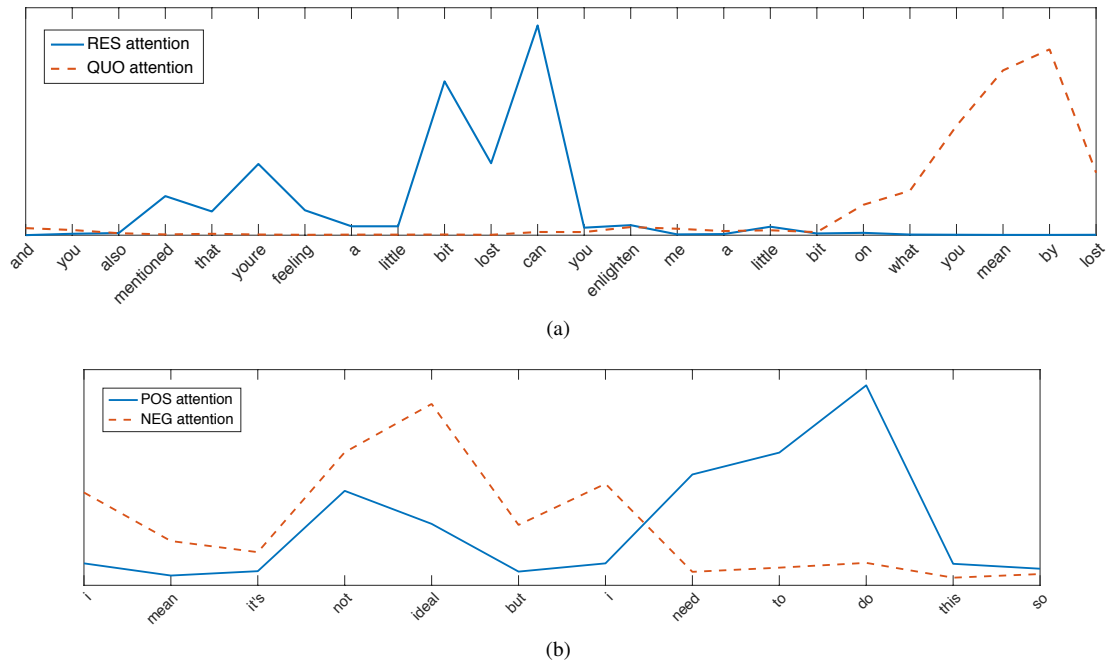 RES attention
QUO attention
and you also mentioned that youre feeling a little bit lost can you enlighten me a little bit on what you mean by lost
(a)
POS attention
NEG attention
i mean it's not ideal but i need to do this so
(b)